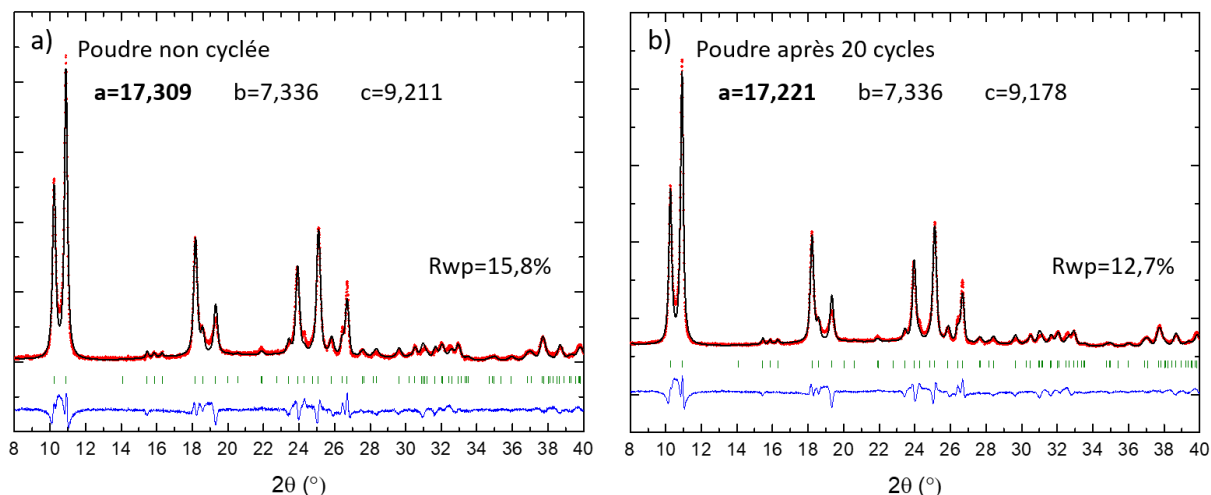 a)
Poudre non cyclée
a=17,309 b=7,336 c=9,211
Rwp=15,8%
8 10 12 14 16 18 20 22 24 26 28 30 32 34 36 38 40
2θ (°)
b)
Poudre après 20 cycles
a=17,221 b=7,336 c=9,178
Rwp=12,7%
8 10 12 14 16 18 20 22 24 26 28 30 32 34 36 38 40
2θ (°)